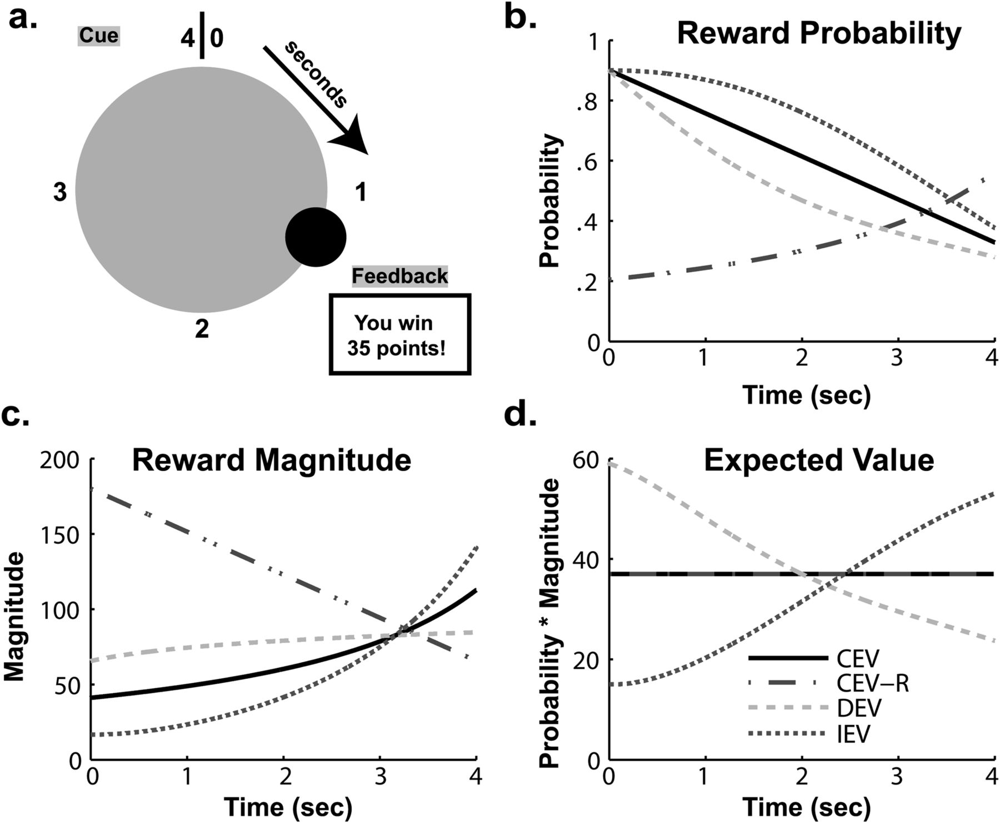 a.
Cue
4 0
seconds
3
1
2
Feedback
You win
35 points!
b.
Reward Probability
Probability
1
.8
.6
.4
.2
0
0 1 2 3 4
Time (sec)
c.
Reward Magnitude
Magnitude
200
150
100
50
0
0 1 2 3 4
Time (sec)
d.
Expected Value
Probability * Magnitude
60
40
20
0
CEV
CEV–R
DEV
IEV
0 1 2 3 4
Time (sec)